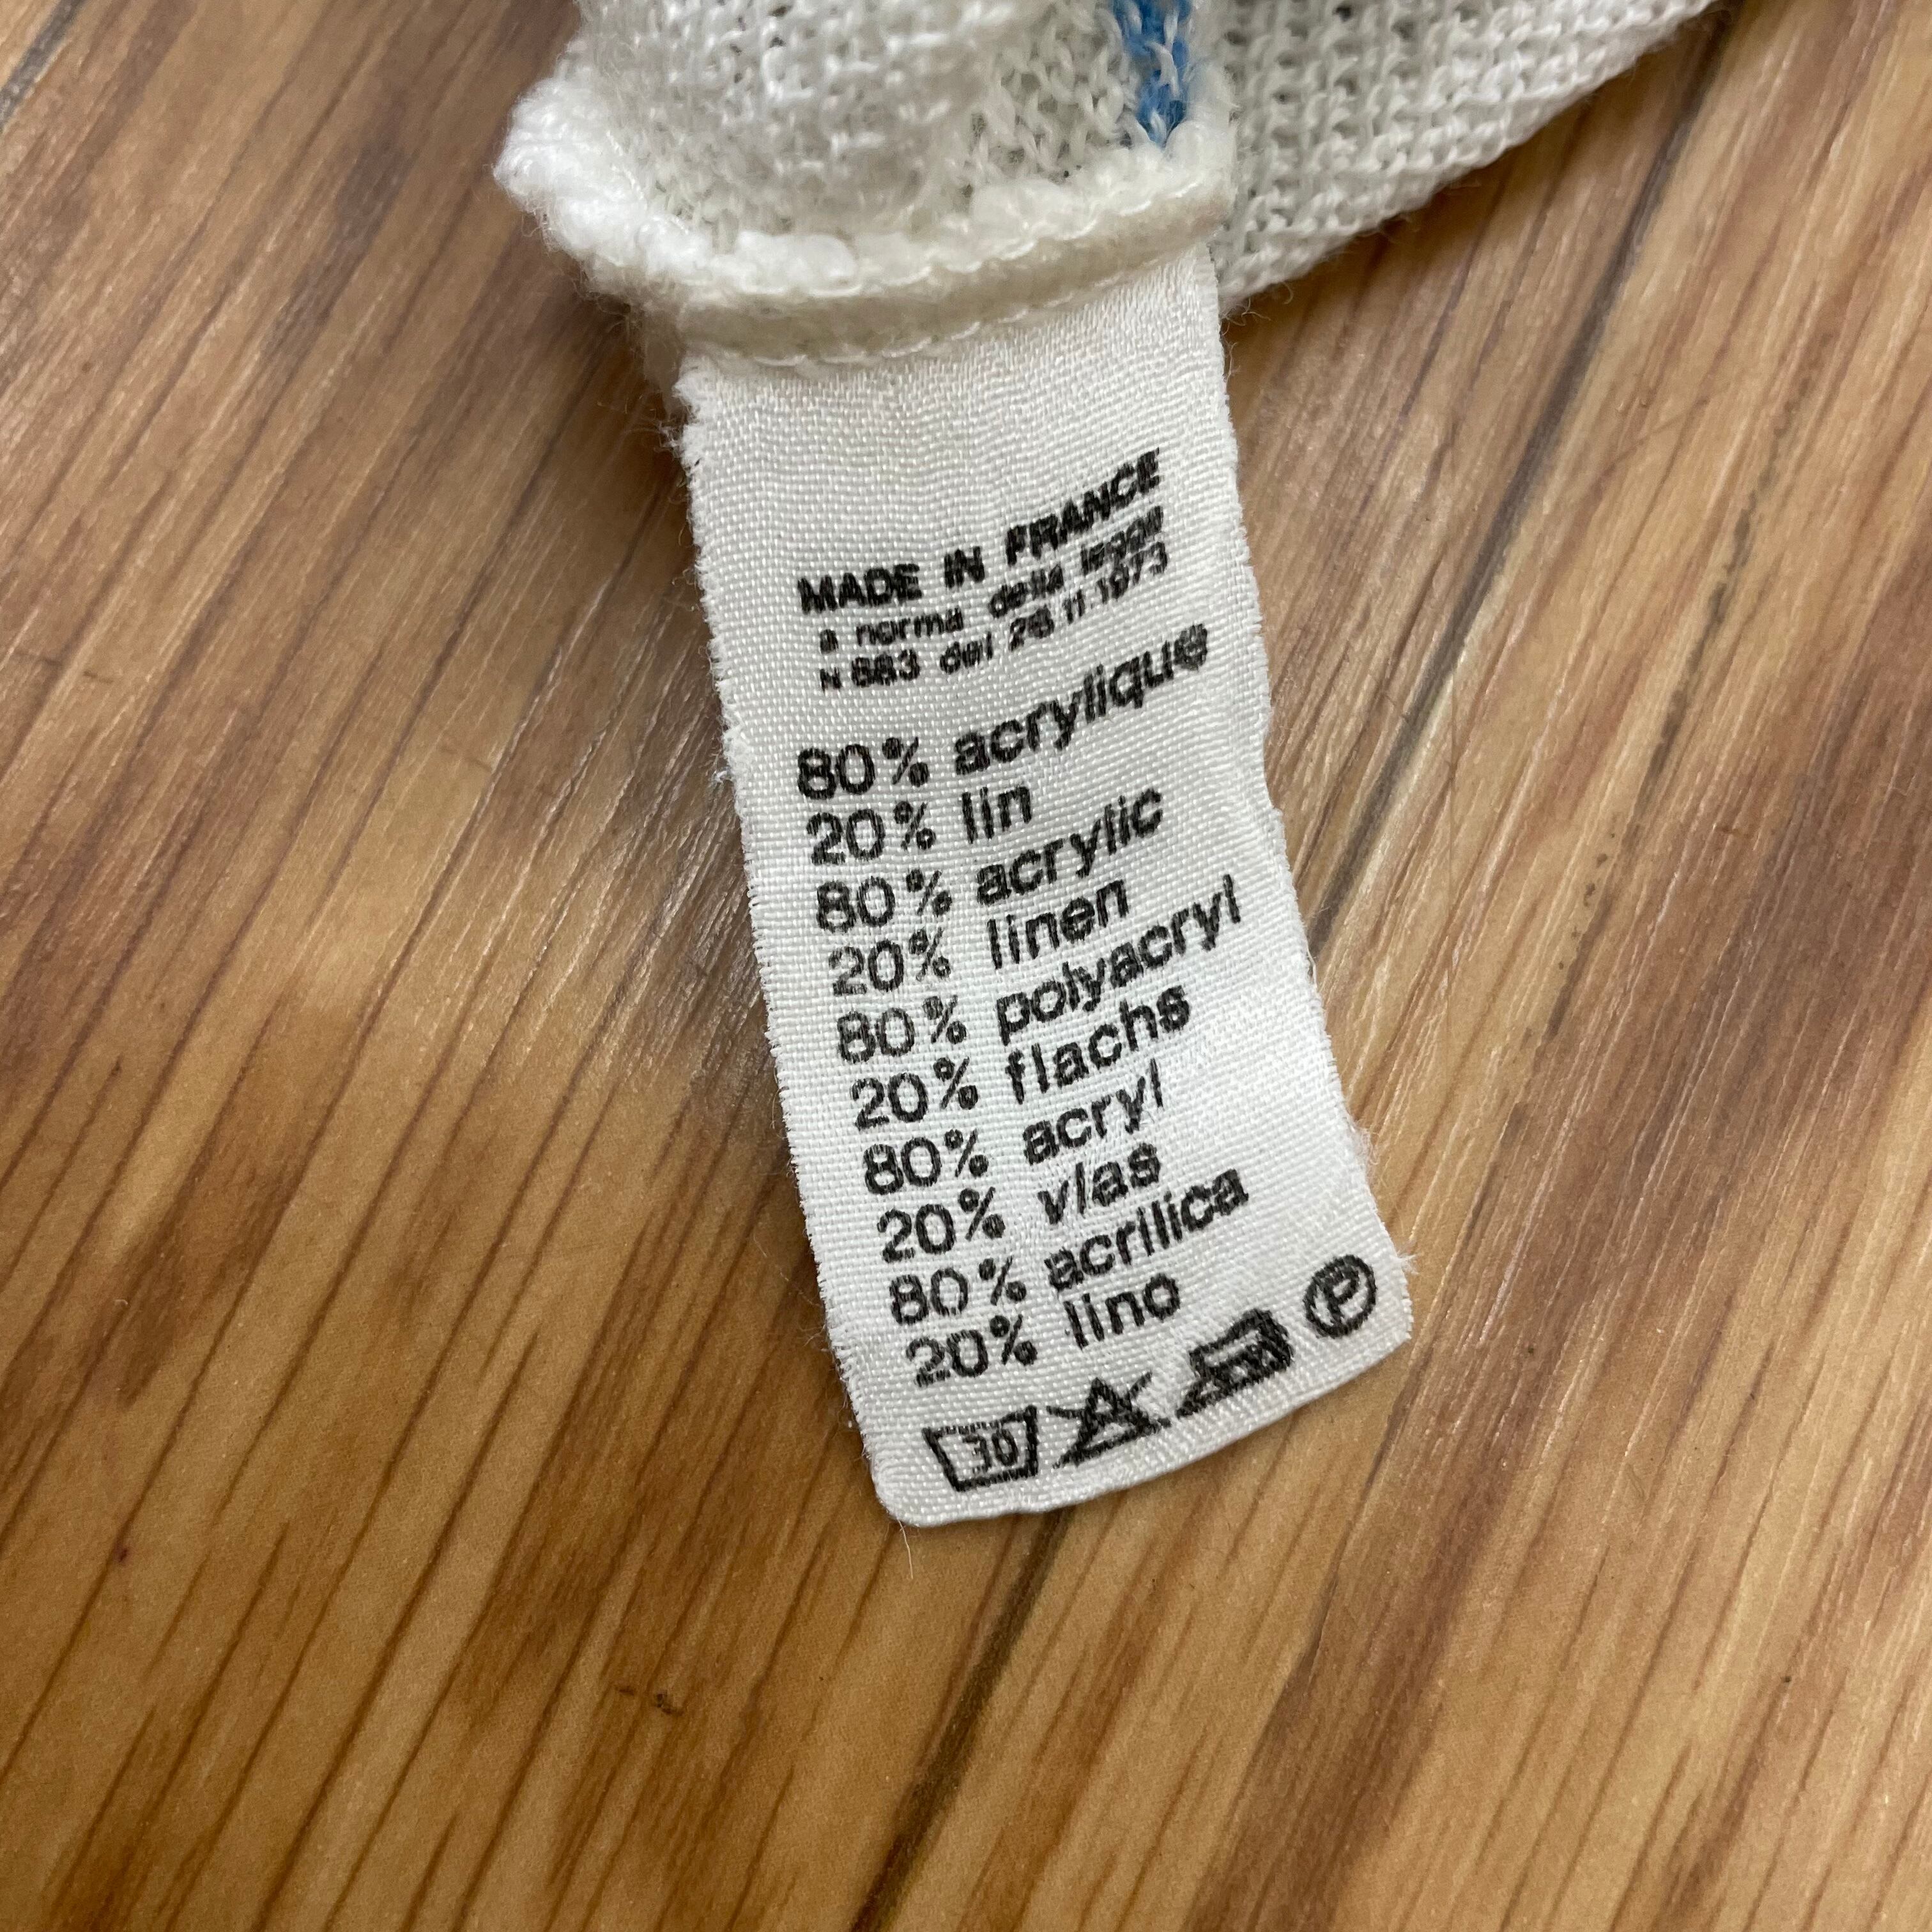 MADE IN FRANCE
a norma della legge
N 883 del 26 11 1973
80% acrylique
20% lin
80% acrylic
20% linen
80% polyacryl
20% flachs
80% acryl
20% vlas
80% acrilica
20% lino
30 P